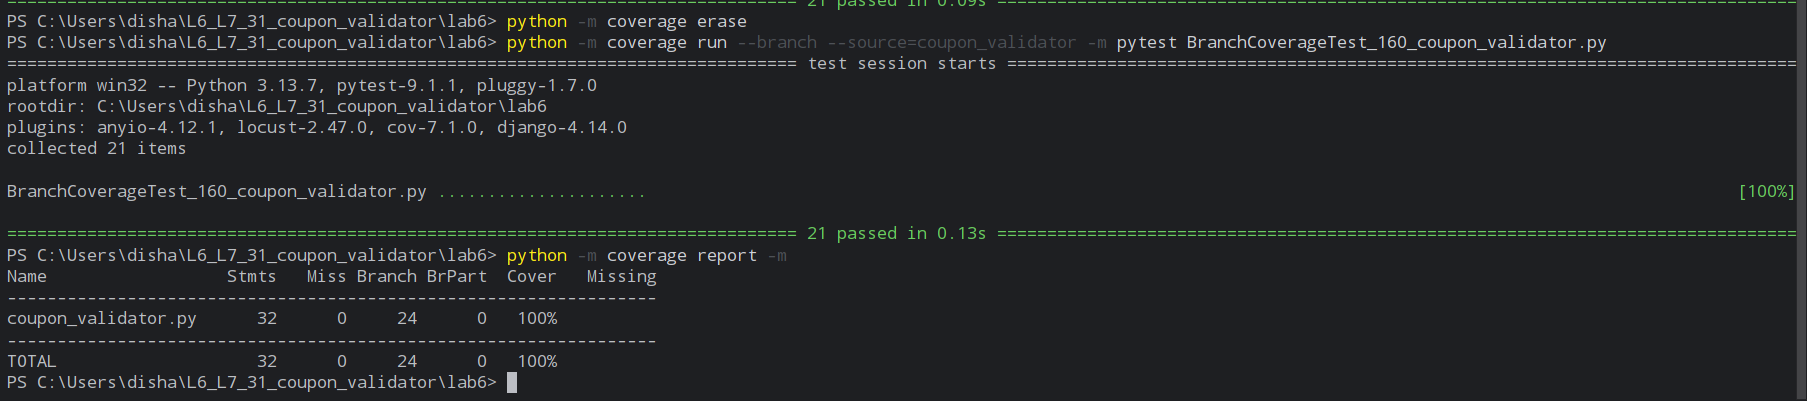 ============================================================================== 21 passed in 0.09s ================================================================================
PS C:\Users\disha\L6_L7_31_coupon_validator\lab6> python -m coverage erase
PS C:\Users\disha\L6_L7_31_coupon_validator\lab6> python -m coverage run --branch --source=coupon_validator -m pytest BranchCoverageTest_160_coupon_validator.py
=============================================================================== test session starts ===============================================================================
platform win32 -- Python 3.13.7, pytest-9.1.1, pluggy-1.7.0
rootdir: C:\Users\disha\L6_L7_31_coupon_validator\lab6
plugins: anyio-4.12.1, locust-2.47.0, cov-7.1.0, django-4.14.0
collected 21 items
BranchCoverageTest_160_coupon_validator.py ..................... [100%]
=============================================================================== 21 passed in 0.13s ================================================================================
PS C:\Users\disha\L6_L7_31_coupon_validator\lab6> python -m coverage report -m
Name                  Stmts   Miss Branch BrPart  Cover   Missing
-----------------------------------------------------------------
coupon_validator.py      32      0     24      0   100%
-----------------------------------------------------------------
TOTAL                    32      0     24      0   100%
PS C:\Users\disha\L6_L7_31_coupon_validator\lab6>